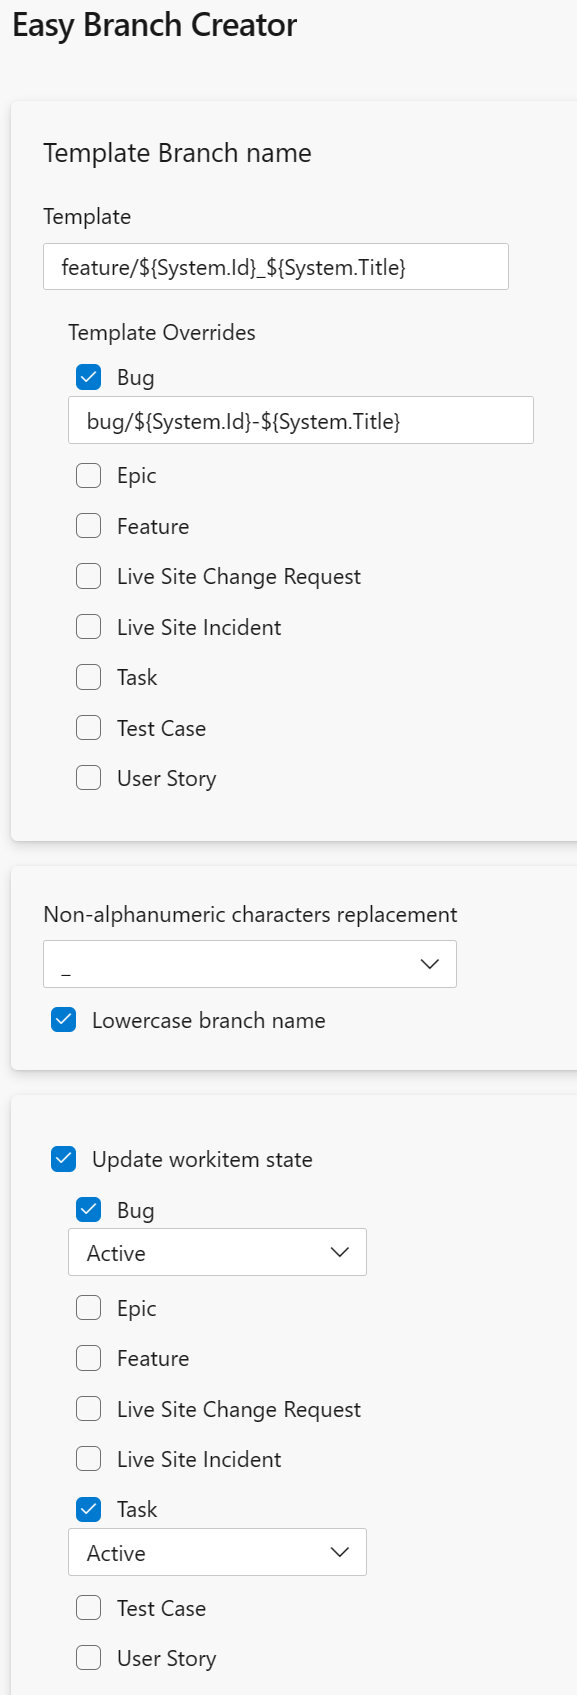 Easy Branch Creator
Template Branch name
Template
feature/${System.Id}_${System.Title}
Template Overrides
Bug
bug/${System.Id}-${System.Title}
Epic
Feature
Live Site Change Request
Live Site Incident
Task
Test Case
User Story
Non-alphanumeric characters replacement
_
Lowercase branch name
Update workitem state
Bug
Active
Epic
Feature
Live Site Change Request
Live Site Incident
Task
Active
Test Case
User Story